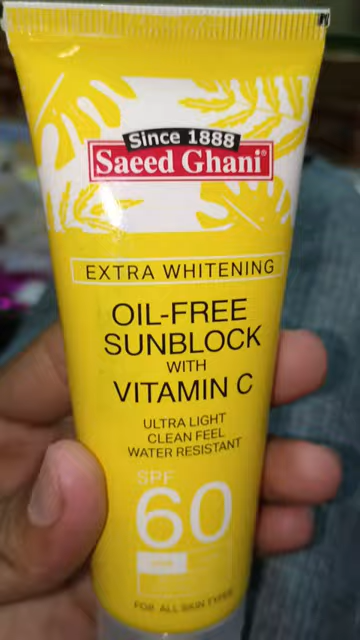 Since 1888
Saeed Ghani®
EXTRA WHITENING
OIL-FREE
SUNBLOCK
WITH
VITAMIN C
ULTRA LIGHT
CLEAN FEEL
WATER RESISTANT
SPF
60
FOR ALL SKIN TYPES